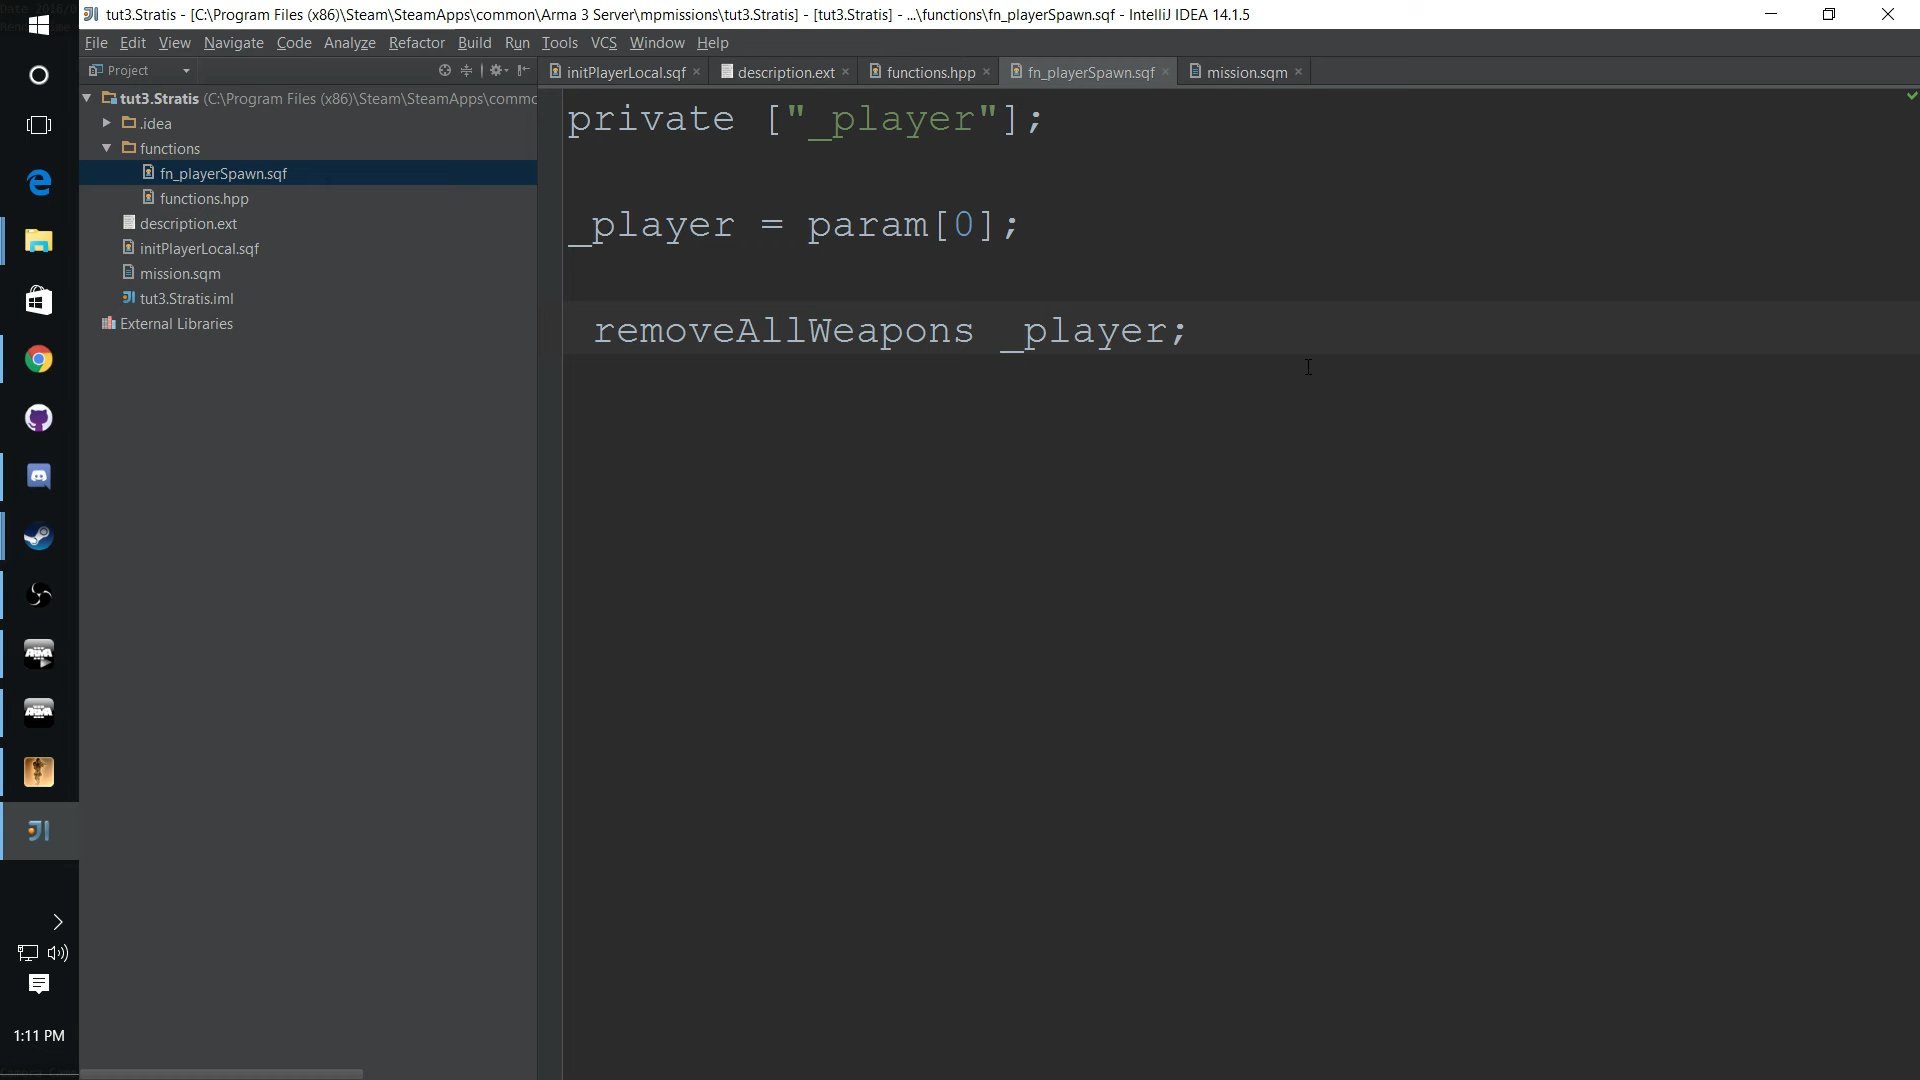 tut3.Stratis - [C:\Program Files (x86)\Steam\SteamApps\common\Arma 3 Server\mpmissions\tut3.Stratis] - [tut3.Stratis] - ...\functions\fn_playerSpawn.sqf - IntelliJ IDEA 14.1.5
File Edit View Navigate Code Analyze Refactor Build Run Tools VCS Window Help
Project
initPlayerLocal.sqf
description.ext
functions.hpp
fn_playerSpawn.sqf
mission.sqm
tut3.Stratis (C:\Program Files (x86)\Steam\SteamApps\commo
.idea
functions
fn_playerSpawn.sqf
functions.hpp
description.ext
initPlayerLocal.sqf
mission.sqm
tut3.Stratis.iml
External Libraries
private ["_player"];
_player = param[0];
removeAllWeapons _player;
ARMA
ARMA
1:11 PM